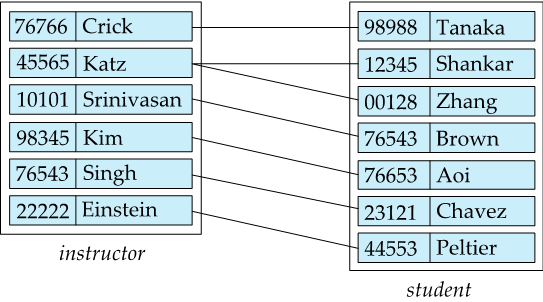 76766 Crick
45565 Katz
10101 Srinivasan
98345 Kim
76543 Singh
22222 Einstein
instructor
98988 Tanaka
12345 Shankar
00128 Zhang
76543 Brown
76653 Aoi
23121 Chavez
44553 Peltier
student